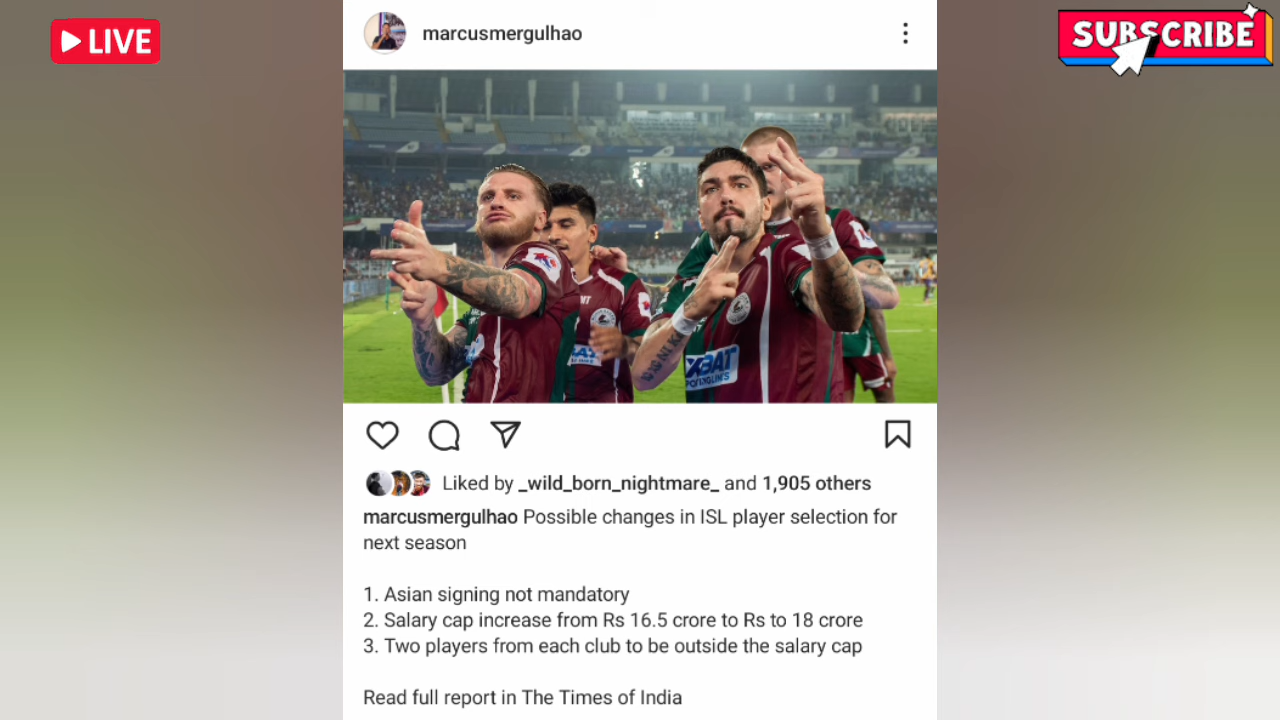 LIVE
SUBSCRIBE
marcusmergulhao
Liked by _wild_born_nightmare_ and 1,905 others
marcusmergulhao Possible changes in ISL player selection for
next season
1. Asian signing not mandatory
2. Salary cap increase from Rs 16.5 crore to Rs to 18 crore
3. Two players from each club to be outside the salary cap
Read full report in The Times of India